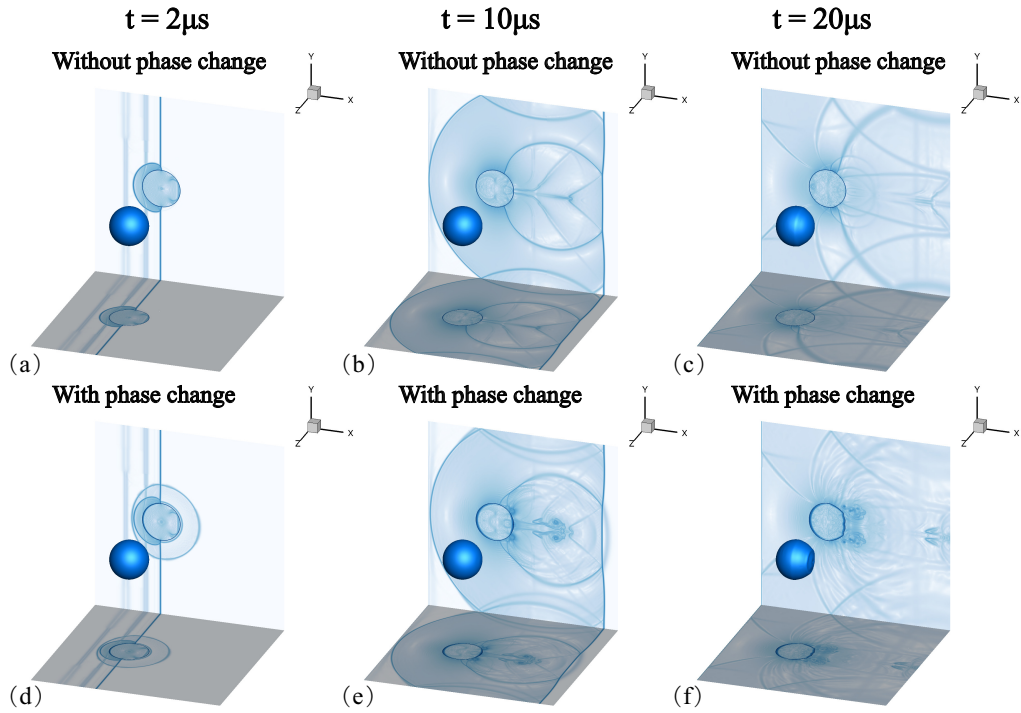 t = 2μs
t = 10μs
t = 20μs
Without phase change
Without phase change
Without phase change
Y
X
Z
Y
X
Z
Y
X
Z
(a)
(b)
(c)
With phase change
With phase change
With phase change
Y
X
Z
Y
X
Z
Y
X
Z
(d)
(e)
(f)